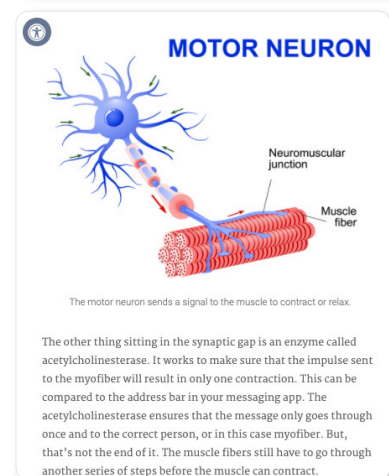 MOTOR NEURON
Neuromuscular
junction
Muscle
fiber
The motor neuron sends a signal to the muscle to contract or relax.
The other thing sitting in the synaptic gap is an enzyme called
acetylcholinesterase. It works to make sure that the impulse sent
to the myofiber will result in only one contraction. This can be
compared to the address bar in your messaging app. The
acetylcholinesterase ensures that the message only goes through
once and to the correct person, or in this case myofiber. But,
that’s not the end of it. The muscle fibers still have to go through
another series of steps before the muscle can contract.